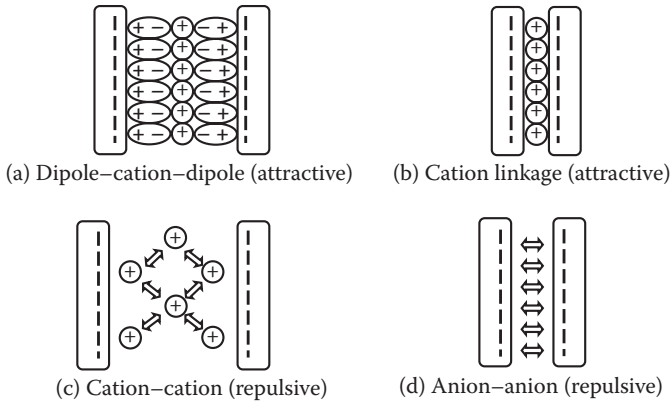 (a) Dipole–cation–dipole (attractive)
(b) Cation linkage (attractive)
(c) Cation–cation (repulsive)
(d) Anion–anion (repulsive)